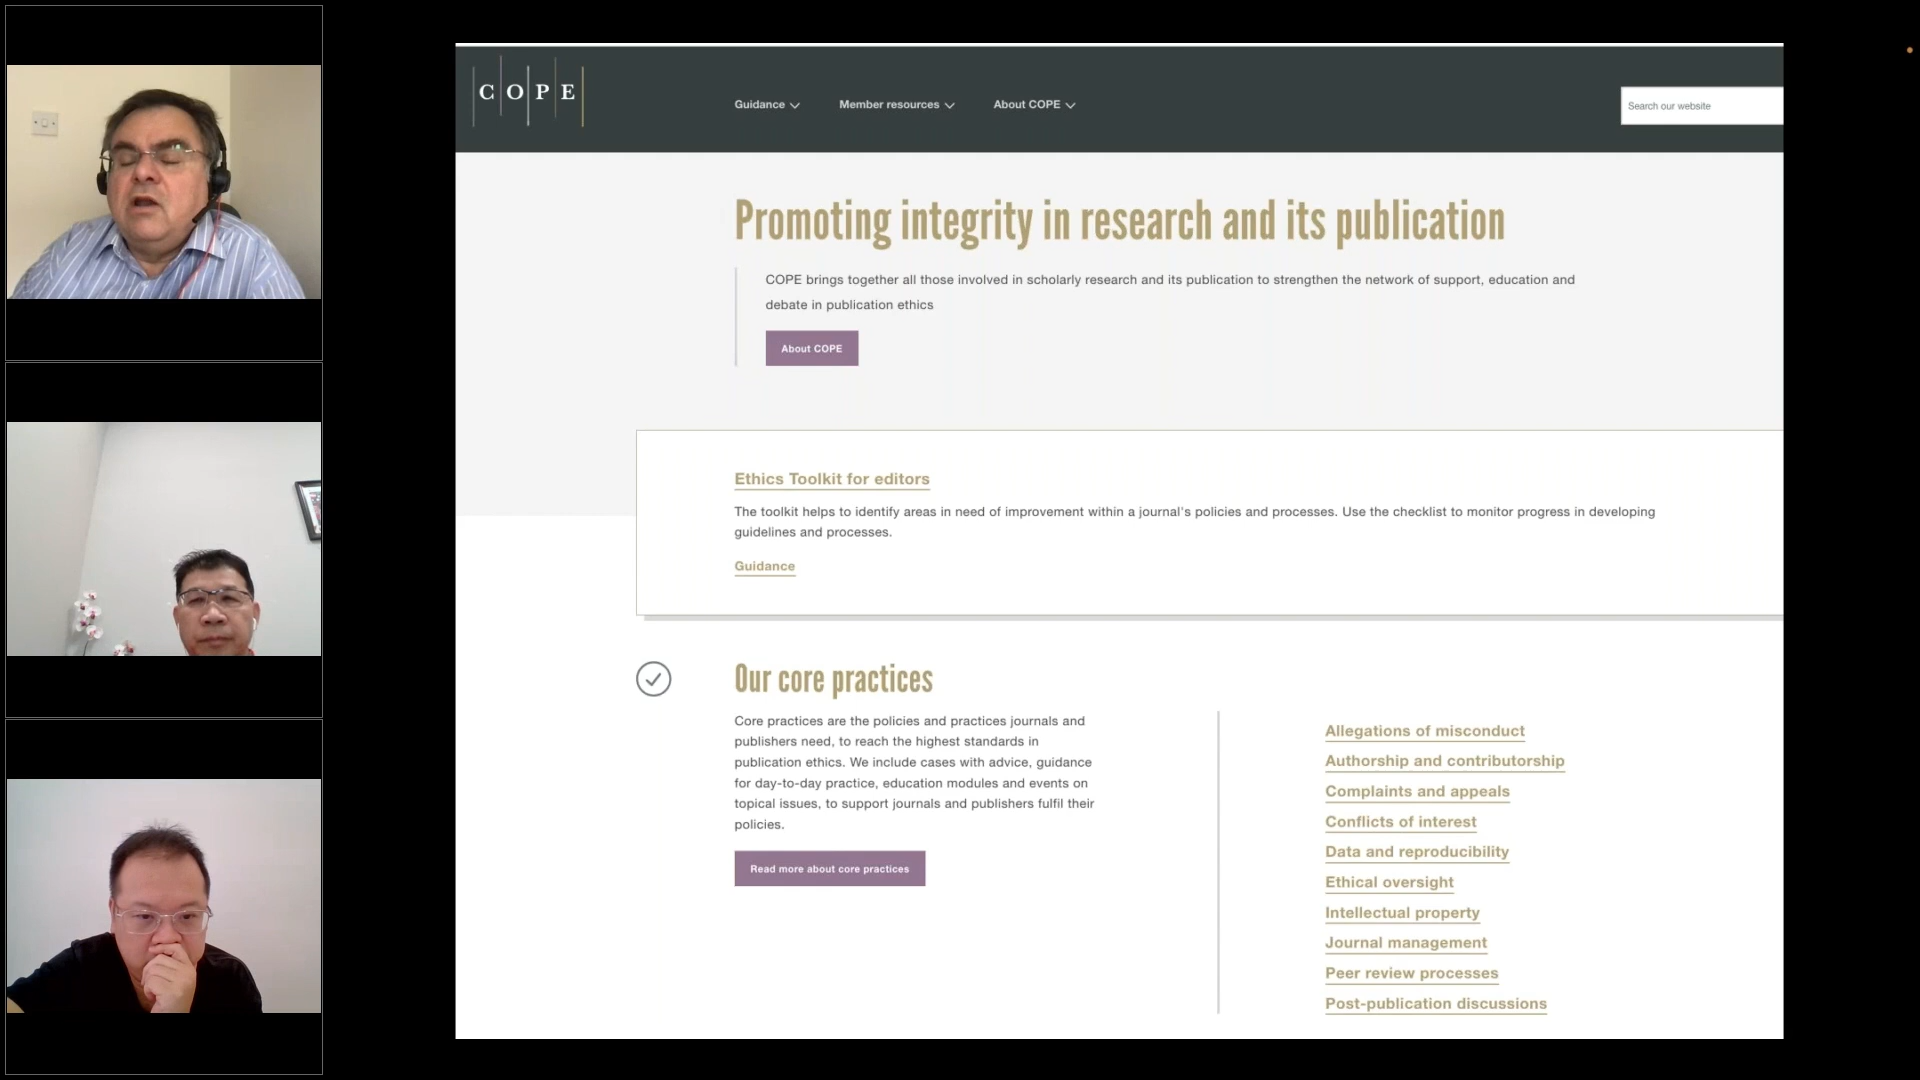 COPE
Guidance
Member resources
About COPE
Search our website
Promoting integrity in research and its publication
COPE brings together all those involved in scholarly research and its publication to strengthen the network of support, education and
debate in publication ethics
About COPE
Ethics Toolkit for editors
The toolkit helps to identify areas in need of improvement within a journal's policies and processes. Use the checklist to monitor progress in developing
guidelines and processes.
Guidance
Our core practices
Core practices are the policies and practices journals and
publishers need, to reach the highest standards in
publication ethics. We include cases with advice, guidance
for day-to-day practice, education modules and events on
topical issues, to support journals and publishers fulfil their
policies.
Read more about core practices
Allegations of misconduct
Authorship and contributorship
Complaints and appeals
Conflicts of interest
Data and reproducibility
Ethical oversight
Intellectual property
Journal management
Peer review processes
Post-publication discussions